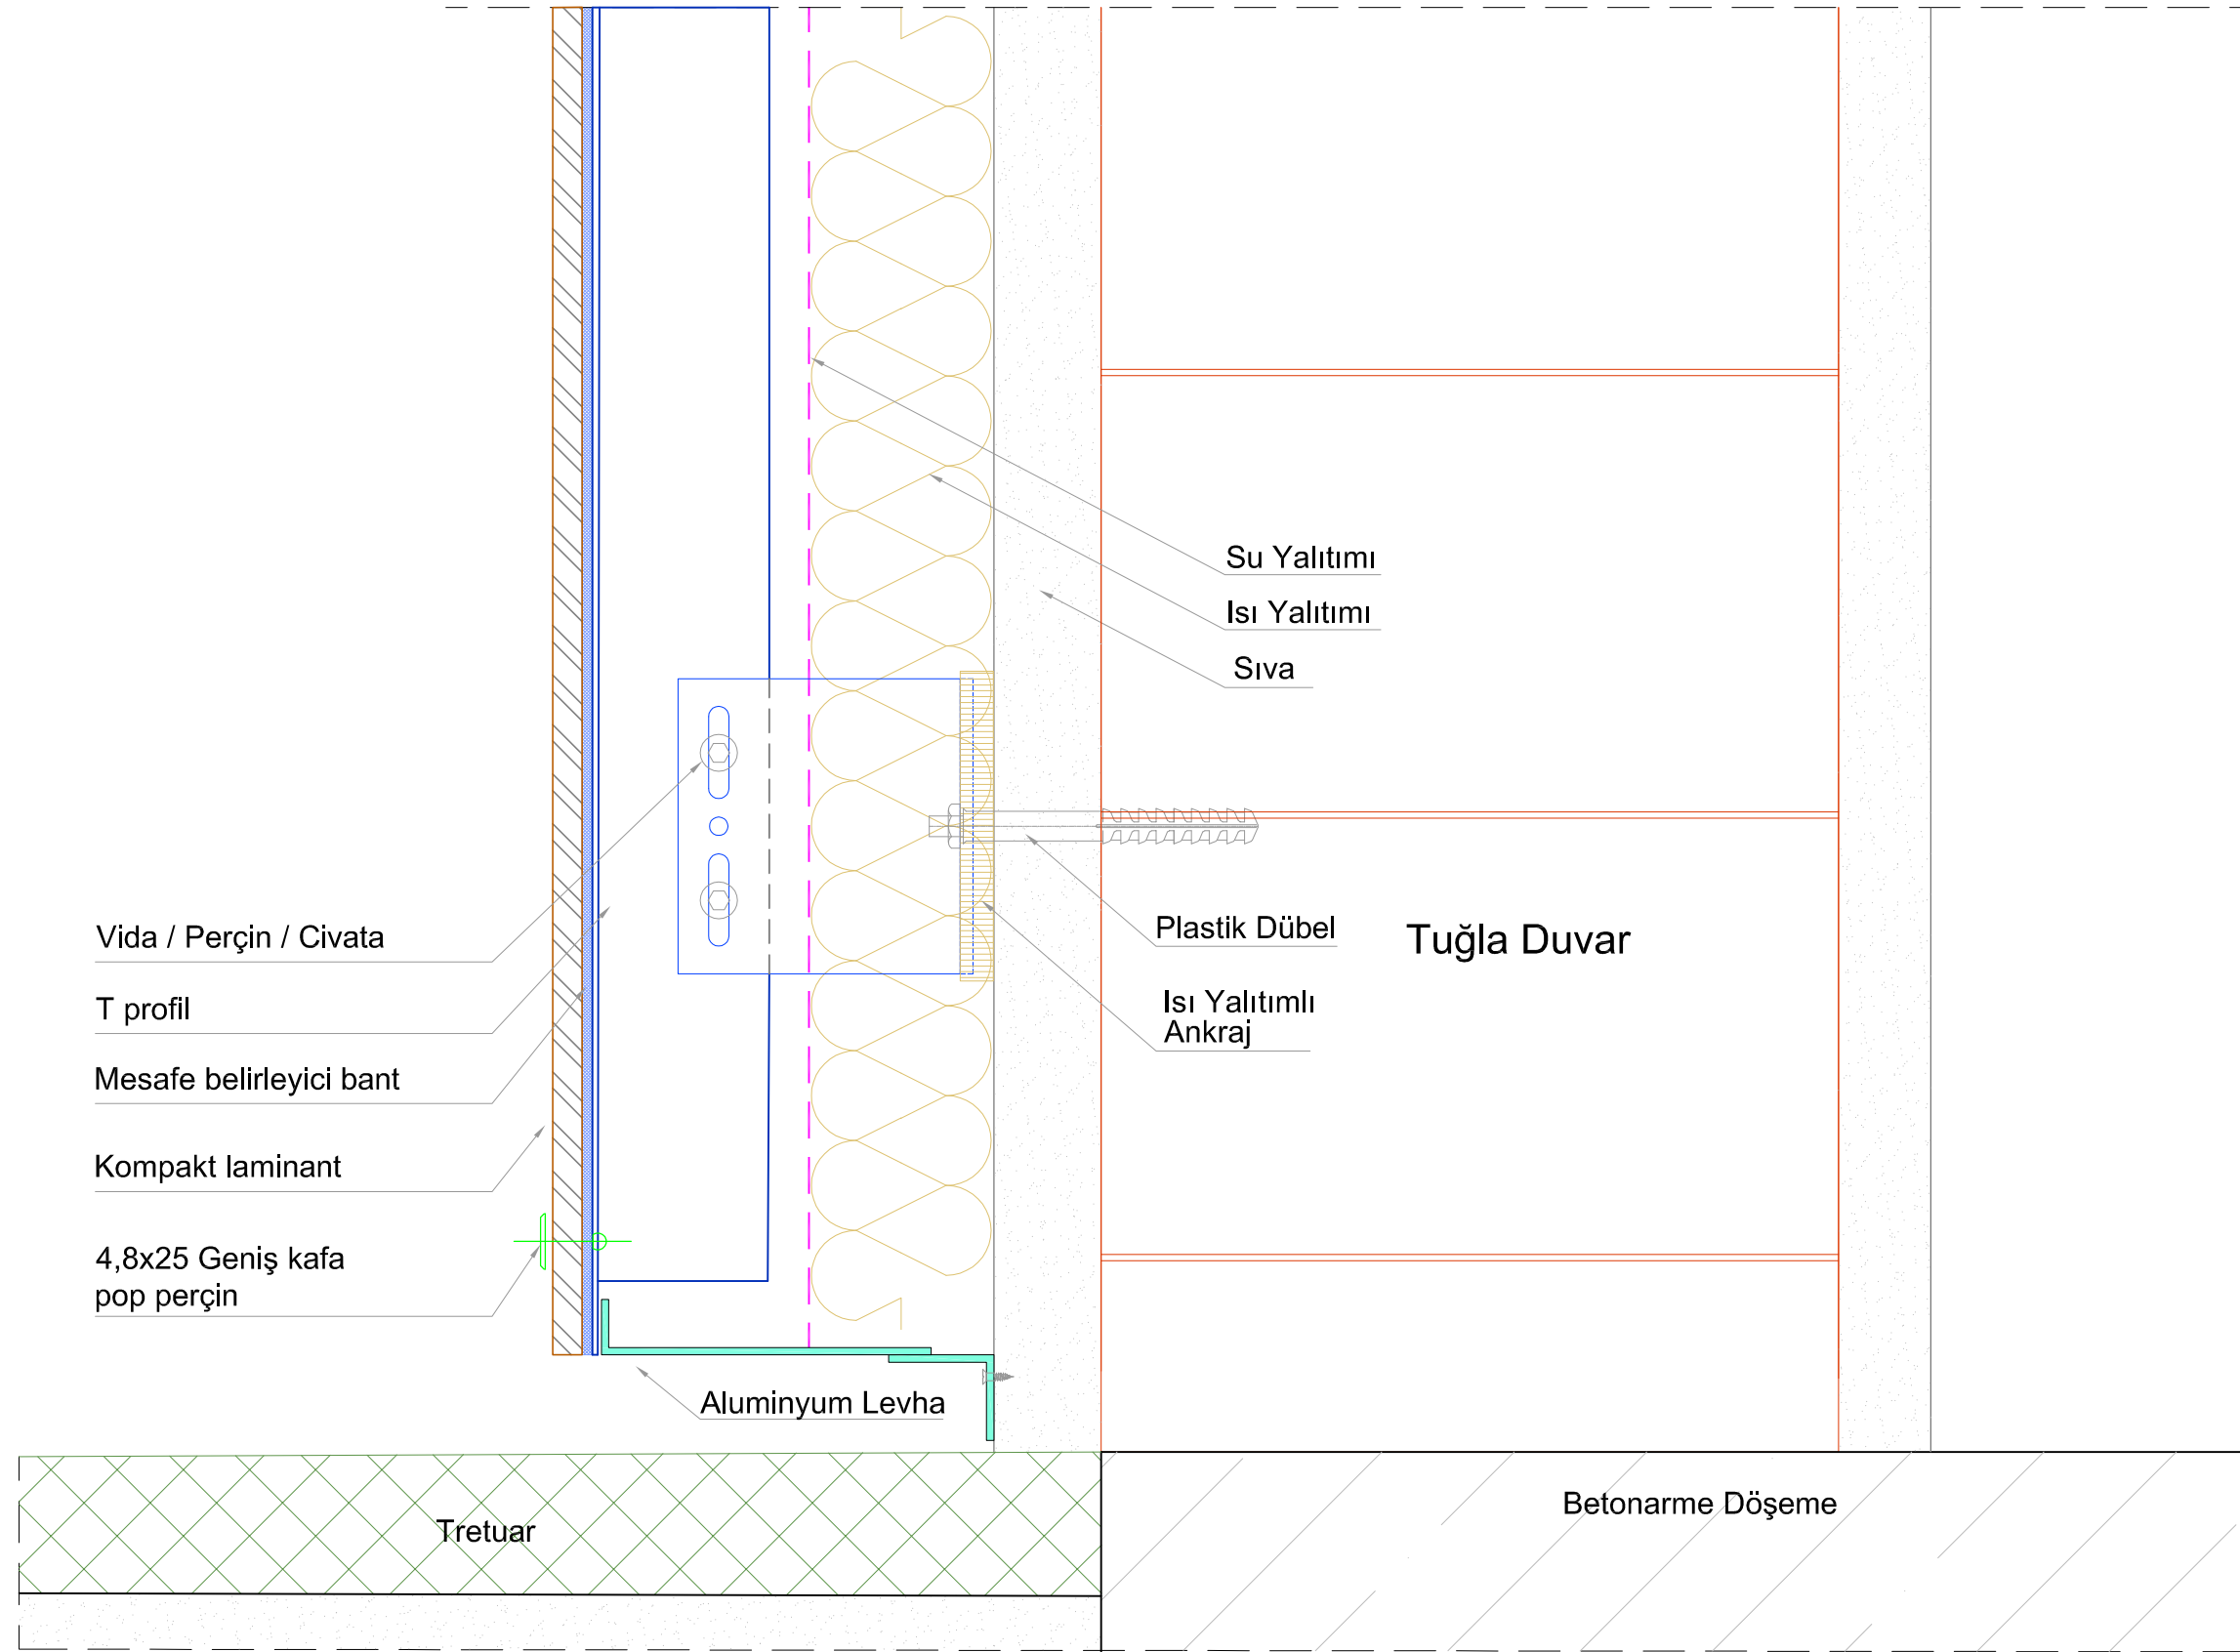 Su Yalıtımı
Isı Yalıtımı
Sıva
Vida / Perçin / Civata
T profil
Mesafe belirleyici bant
Kompakt laminant
4,8x25 Geniş kafa
pop perçin
Plastik Dübel
Isı Yalıtımlı
Ankraj
Tuğla Duvar
Aluminyum Levha
Tretuar
Betonarme Döşeme